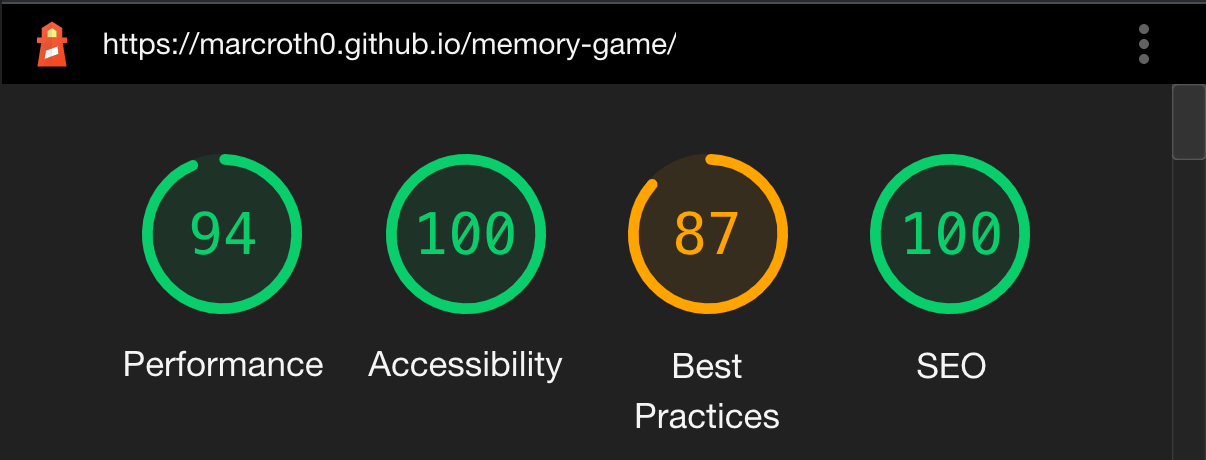 https://marcroth0.github.io/memory-game/
94 100 87 100
Performance Accessibility Best Practices SEO